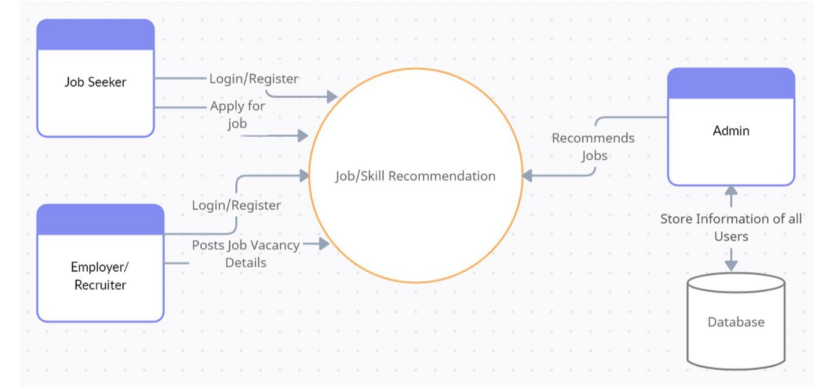 Job Seeker
Login/Register
Apply for
job
Job/Skill Recommendation
Login/Register
Posts Job Vacancy
Details
Employer/
Recruiter
Recommends
Jobs
Admin
Store Information of all
Users
Database